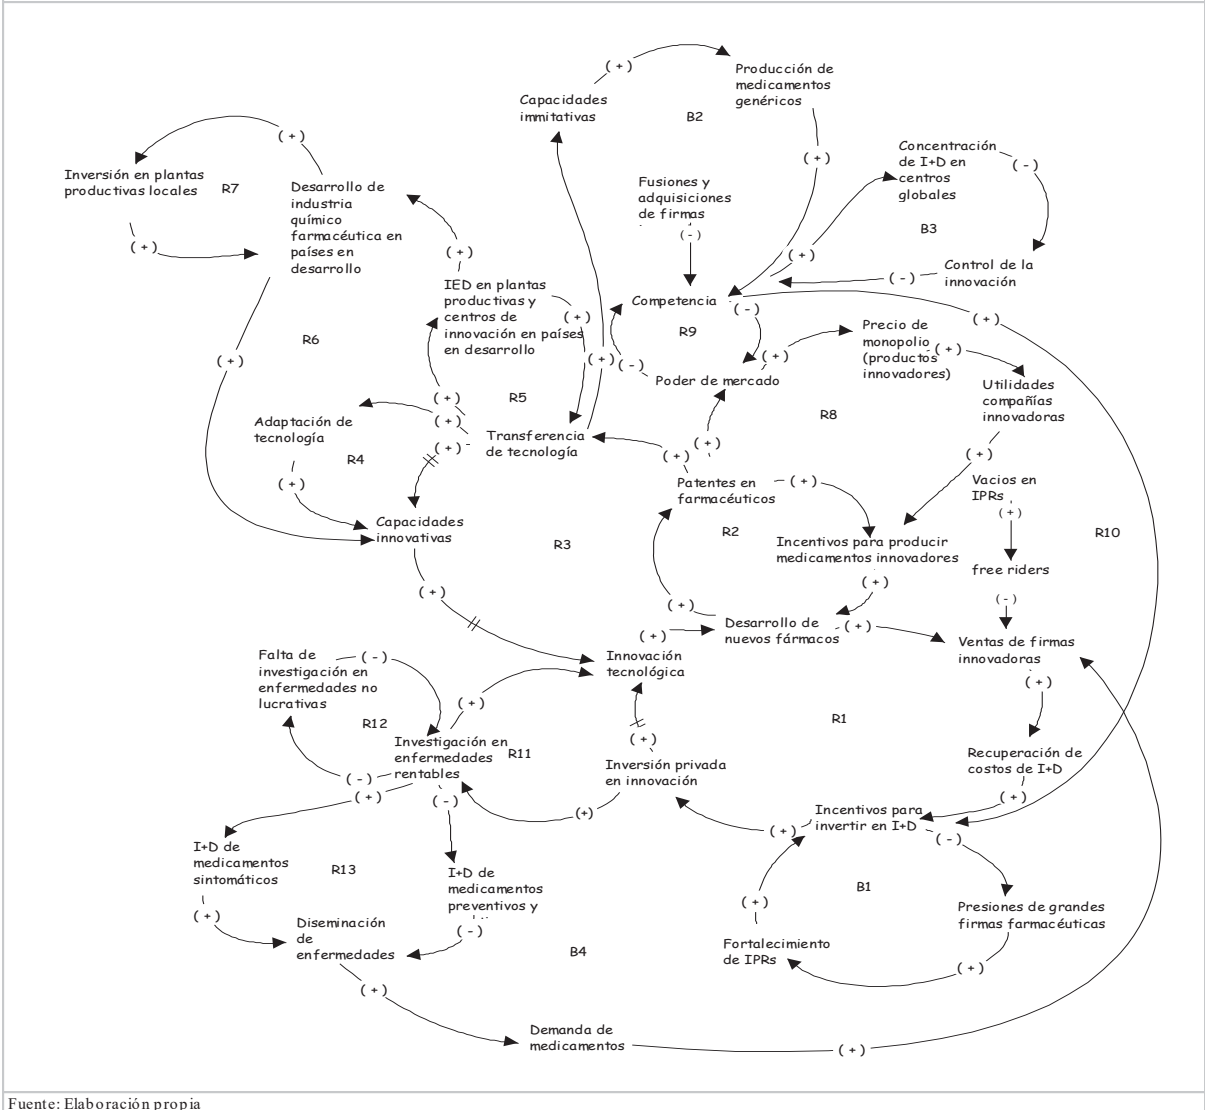 ( + )
Producción de
medicamentos
genéricos
Capacidades
immitativas
B2
( + )
Inversión en plantas
productivas locales
R7
Desarrollo de
industria
químico
farmacéutica en
países en
desarrollo
( + )
Fusiones y
adquisiciones
de firmas
( - )
( + )
Concentración
de I+D en
centros
globales
( - )
B3
( + )
( + )
( + )
Control de la
innovación
( - )
IED en plantas
productivas y
centros de
innovación en países
en desarrollo
( + )
Competencia
( - )
R9
( + )
R6
( + )
( + )
( - )
Poder de mercado
( + )
Precio de
monopolio
(productos
innovadores)
( + )
Utilidades
compañías
innovadoras
( + )
R5
R8
Adaptación de
tecnología
( + )
( + )
R4
Transferencia
de tecnología
( + )
( + )
( + )
( + )
Patentes en
farmacéuticos
( + )
Vacios en
IPRs
( + )
Capacidades
innovativas
R3
R2
Incentivos para producir
medicamentos innovadores
R10
free riders
( + )
( + )
( + )
( - )
Desarrollo de
nuevos fármacos
( + )
( + )
Ventas de firmas
innovadoras
Falta de
investigación en
enfermedades no
lucrativas
( - )
Innovación
tecnológica
( + )
( + )
R12
R1
Investigación en
enfermedades
rentables
R11
( + )
Inversión privada
en innovación
Recuperación de
costos de I+D
( - )
( + )
( - )
(+)
( + )
Incentivos para
invertir en I+D
( + )
( - )
I+D de
medicamentos
sintomáticos
R13
I+D de
medicamentos
preventivos y
B1
( + )
( + )
Presiones de grandes
firmas farmacéuticas
Diseminación
de
enfermedades
( - )
B4
Fortalecimiento
de IPRs
( + )
( + )
Demanda de
medicamentos
( + )
Fuente: Elaboración propia